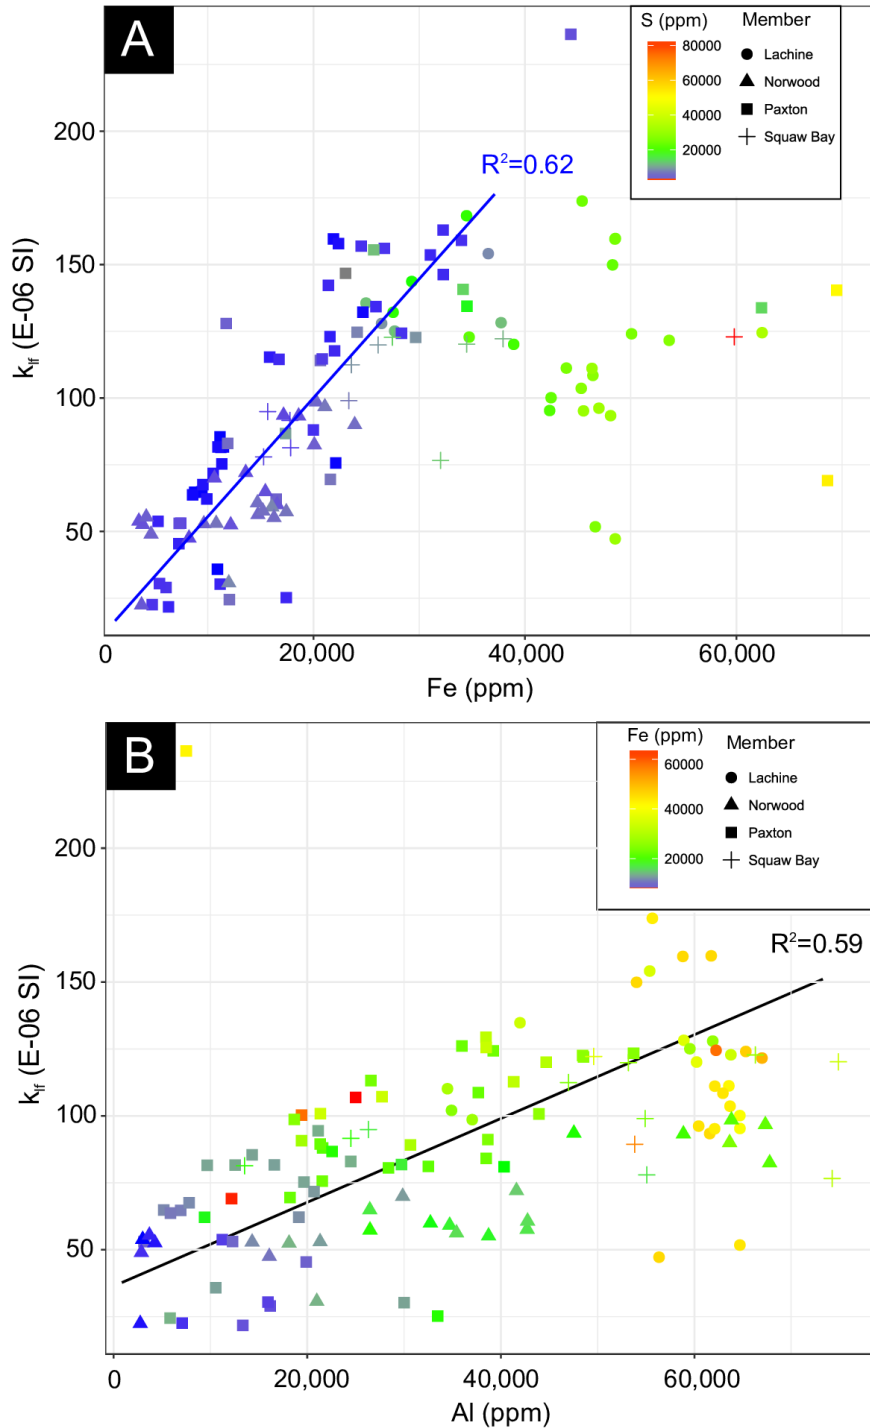 A
S (ppm) Member
80000
60000
40000
20000
Lachine
Norwood
Paxton
Squaw Bay
R²=0.62
200
150
100
50
k_lf (E-06 SI)
20,000 40,000 60,000
0
Fe (ppm)
B
Fe (ppm) Member
60000
40000
20000
Lachine
Norwood
Paxton
Squaw Bay
R²=0.59
200
150
100
50
k_lf (E-06 SI)
0 20,000 40,000 60,000
Al (ppm)